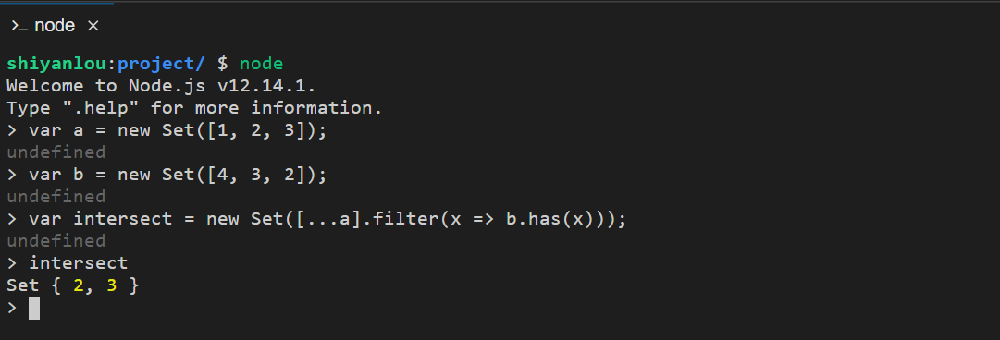 >_ node ×
shiyanlou:project/ $ node
Welcome to Node.js v12.14.1.
Type ".help" for more information.
> var a = new Set([1, 2, 3]);
undefined
> var b = new Set([4, 3, 2]);
undefined
> var intersect = new Set([...a].filter(x => b.has(x)));
undefined
> intersect
Set { 2, 3 }
>